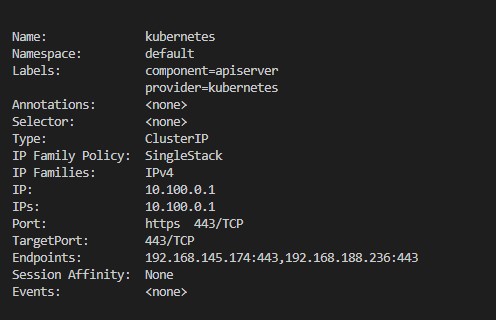 Name: kubernetes
Namespace: default
Labels: component=apiserver
provider=kubernetes
Annotations: <none>
Selector: <none>
Type: ClusterIP
IP Family Policy: SingleStack
IP Families: IPv4
IP: 10.100.0.1
IPs: 10.100.0.1
Port: https 443/TCP
TargetPort: 443/TCP
Endpoints: 192.168.145.174:443,192.168.188.236:443
Session Affinity: None
Events: <none>